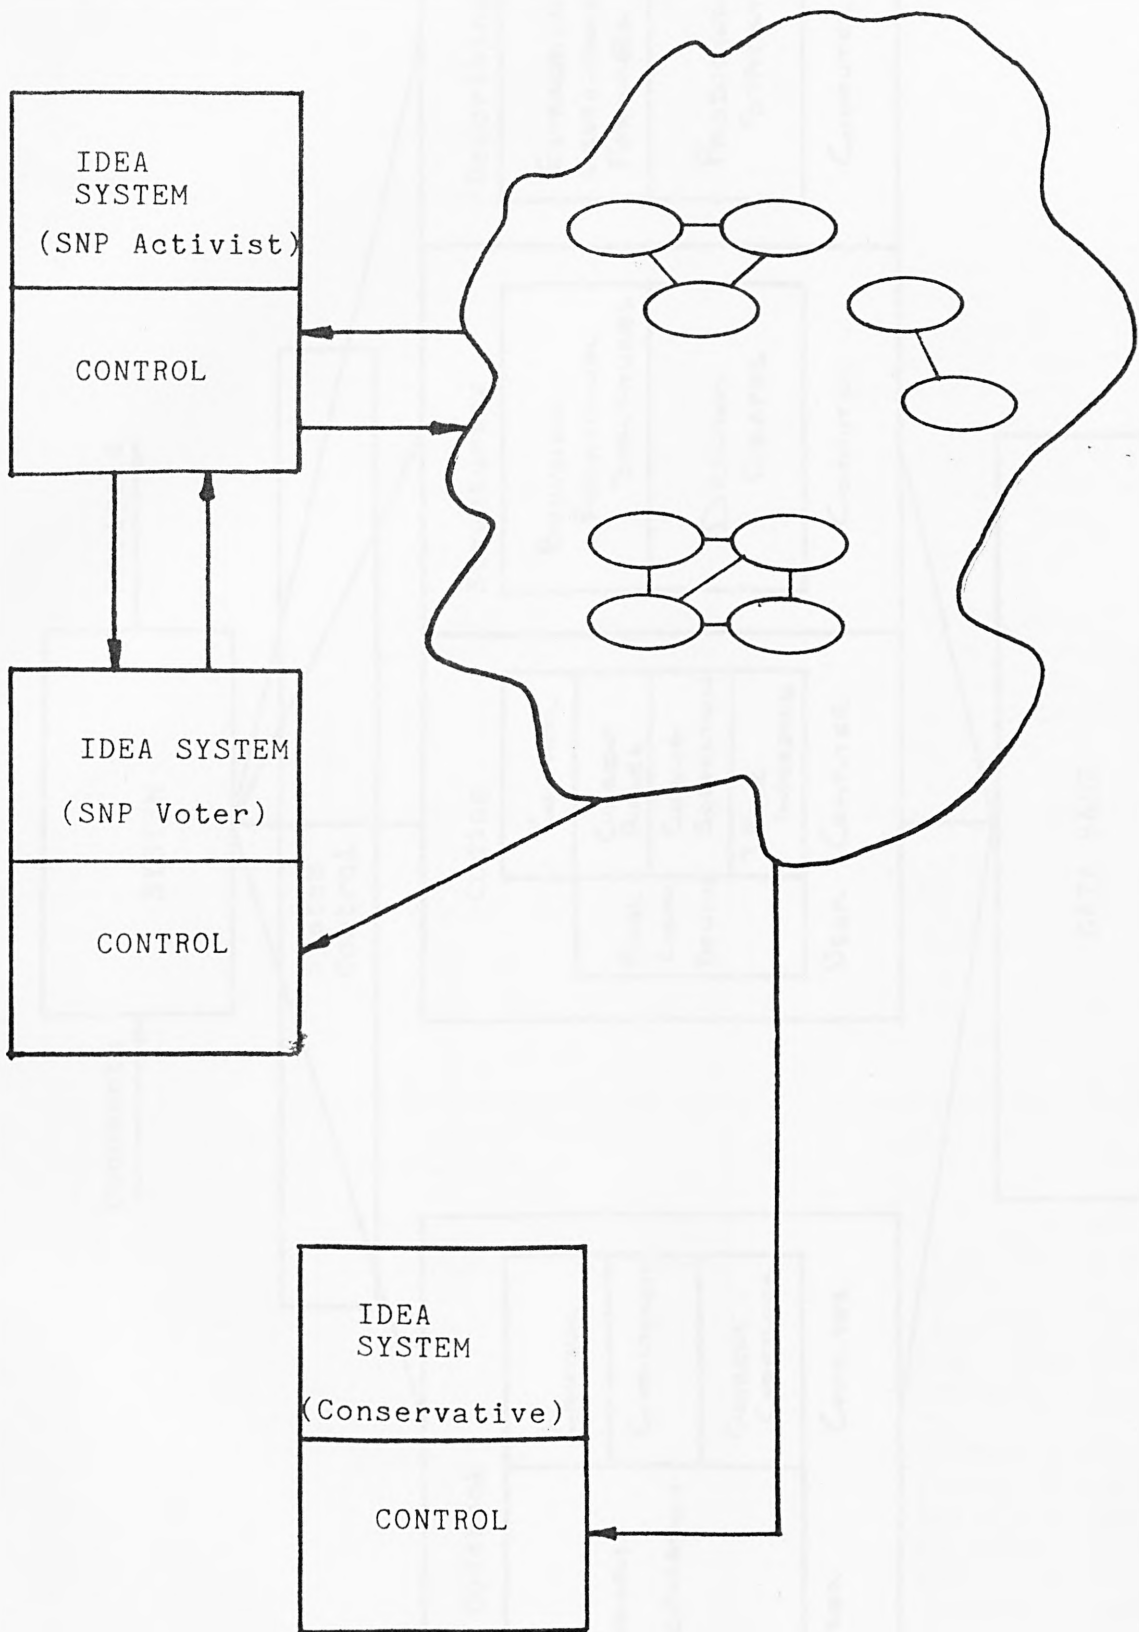 IDEA
SYSTEM
(SNP Activist)
CONTROL
IDEA SYSTEM
(SNP Voter)
CONTROL
IDEA
SYSTEM
(Conservative)
CONTROL